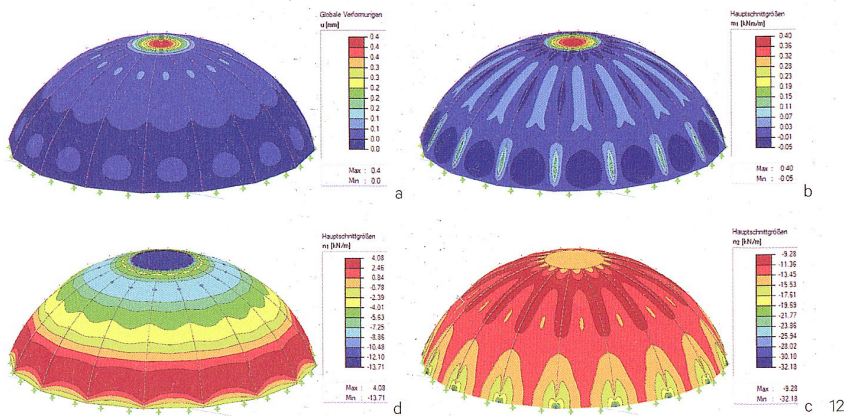 Globale Verformungen
u [mm]
0.4
0.4
0.3
0.3
0.3
0.2
0.2
0.1
0.1
0.1
0.0
0.0
Max : 0.4
Min : 0.0
a
Hauptschnittgrößen
m1 [kNm/m]
0.40
0.36
0.32
0.28
0.23
0.19
0.15
0.11
0.07
0.03
-0.01
-0.05
Max : 0.40
Min : -0.05
b
Hauptschnittgrößen
n1 [kN/m]
4.08
2.46
0.84
-0.78
-2.39
-4.01
-5.63
-7.25
-8.86
-10.48
-12.10
-13.71
Max : 4.08
Min : -13.71
d
Hauptschnittgrößen
n2 [kN/m]
-9.28
-11.36
-13.45
-15.53
-17.61
-19.69
-21.77
-23.86
-25.94
-28.02
-30.10
-32.18
Max : -9.28
Min : -32.18
c 12